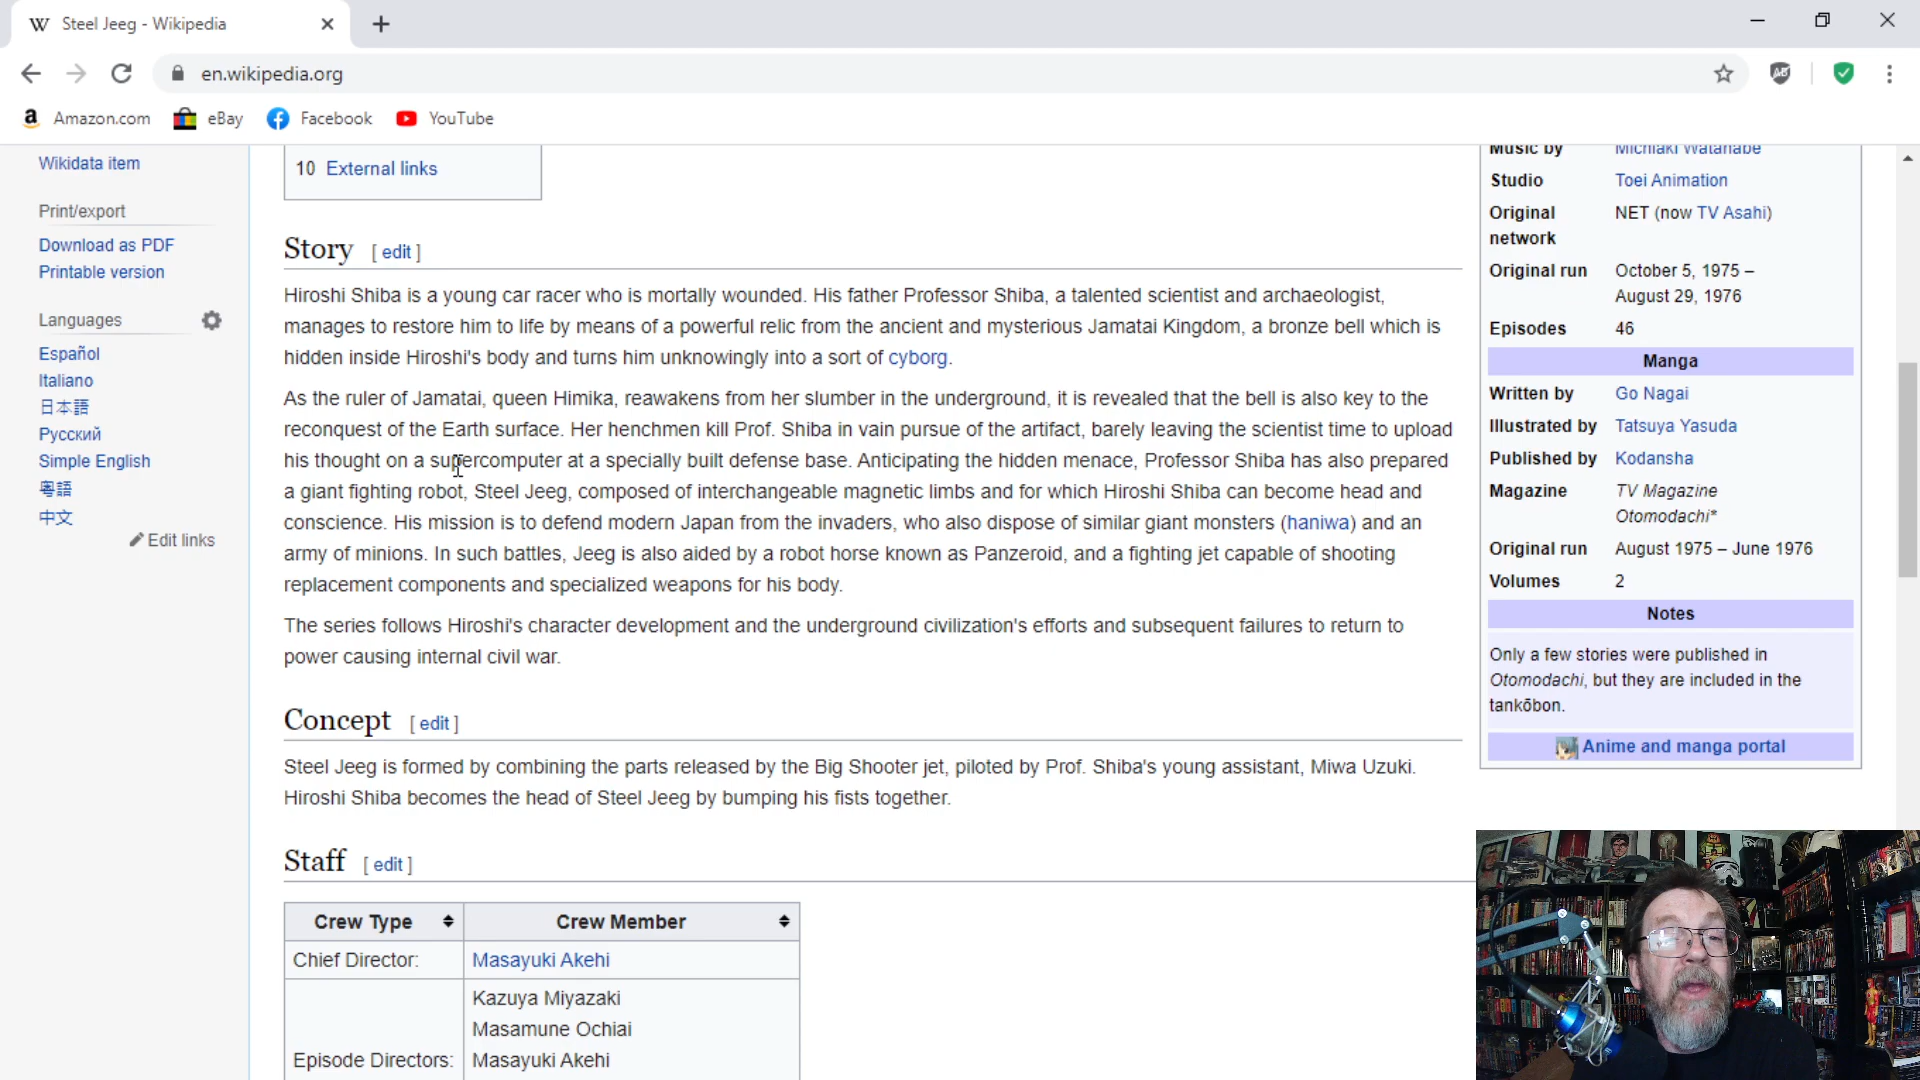 Steel Jeeg - Wikipedia
en.wikipedia.org
Amazon.com eBay Facebook YouTube
Wikidata item
Print/export
Download as PDF
Printable version
Languages
Español
Italiano
日本語
Русский
Simple English
粵語
中文
Edit links
10 External links
Story [ edit ]
Hiroshi Shiba is a young car racer who is mortally wounded. His father Professor Shiba, a talented scientist and archaeologist,
manages to restore him to life by means of a powerful relic from the ancient and mysterious Jamatai Kingdom, a bronze bell which is
hidden inside Hiroshi's body and turns him unknowingly into a sort of cyborg.
As the ruler of Jamatai, queen Himika, reawakens from her slumber in the underground, it is revealed that the bell is also key to the
reconquest of the Earth surface. Her henchmen kill Prof. Shiba in vain pursue of the artifact, barely leaving the scientist time to upload
his thought on a supercomputer at a specially built defense base. Anticipating the hidden menace, Professor Shiba has also prepared
a giant fighting robot, Steel Jeeg, composed of interchangeable magnetic limbs and for which Hiroshi Shiba can become head and
conscience. His mission is to defend modern Japan from the invaders, who also dispose of similar giant monsters (haniwa) and an
army of minions. In such battles, Jeeg is also aided by a robot horse known as Panzeroid, and a fighting jet capable of shooting
replacement components and specialized weapons for his body.
The series follows Hiroshi's character development and the underground civilization's efforts and subsequent failures to return to
power causing internal civil war.
Concept [ edit ]
Steel Jeeg is formed by combining the parts released by the Big Shooter jet, piloted by Prof. Shiba's young assistant, Miwa Uzuki.
Hiroshi Shiba becomes the head of Steel Jeeg by bumping his fists together.
Staff [ edit ]
Crew Type Crew Member
Chief Director: Masayuki Akehi
Kazuya Miyazaki
Masamune Ochiai
Episode Directors: Masayuki Akehi
Music by Michiaki Watanabe
Studio Toei Animation
Original network NET (now TV Asahi)
Original run October 5, 1975 –
August 29, 1976
Episodes 46
Manga
Written by Go Nagai
Illustrated by Tatsuya Yasuda
Published by Kodansha
Magazine TV Magazine
Otomodachi*
Original run August 1975 – June 1976
Volumes 2
Notes
Only a few stories were published in
Otomodachi, but they are included in the
tankōbon.
Anime and manga portal